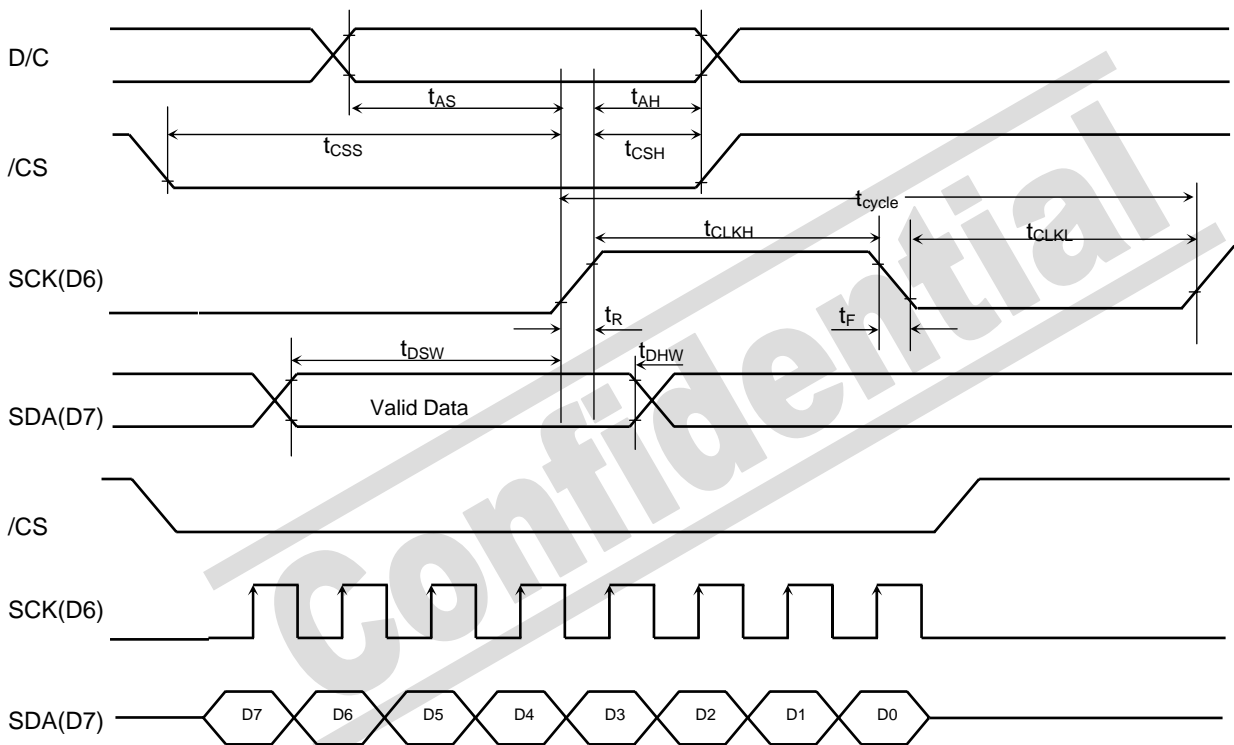 D/C
tAS
tAH
/CS
tCSS
tCSH
tcycle
tCLKH
tCLKL
SCK(D6)
tR
tF
tDSW
tDHW
SDA(D7)
Valid Data
/CS
SCK(D6)
SDA(D7)
D7 D6 D5 D4 D3 D2 D1 D0
Confidential